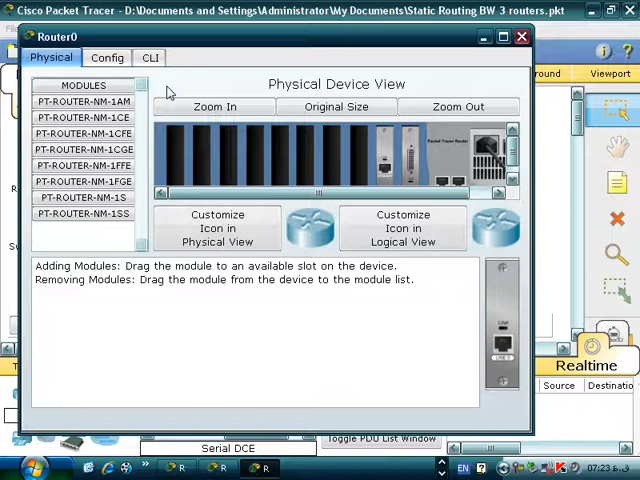 Cisco Packet Tracer - D:\Documents and Settings\Administrator\My Documents\Static Routing BW 3 routers.pkt
Router0
Physical
Config
CLI
ound
Viewport
MODULES
PT-ROUTER-NM-1AM
PT-ROUTER-NM-1CE
PT-ROUTER-NM-1CFE
PT-ROUTER-NM-1CGE
PT-ROUTER-NM-1FFE
PT-ROUTER-NM-1FGE
PT-ROUTER-NM-1S
PT-ROUTER-NM-1SS
Physical Device View
Zoom In
Original Size
Zoom Out
Packet Tracer Router
Customize
Icon in
Physical View
Customize
Icon in
Logical View
Adding Modules: Drag the module to an available slot on the device.
Removing Modules: Drag the module from the device to the module list.
LINK
Realtime
Source
Destinatio
Toggle PDU List Window
Serial DCE
R
R
R
EN
07:23